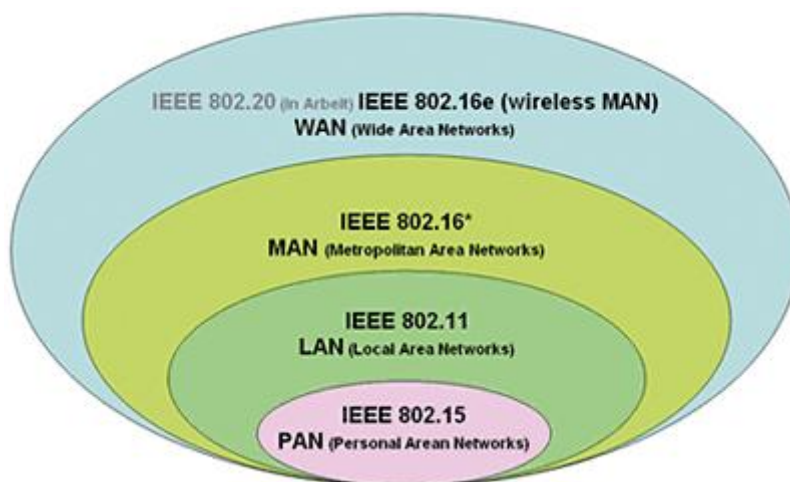 IEEE 802.20 (In Arbeit) IEEE 802.16e (wireless MAN)
WAN (Wide Area Networks)
IEEE 802.16*
MAN (Metropolitan Area Networks)
IEEE 802.11
LAN (Local Area Networks)
IEEE 802.15
PAN (Personal Arean Networks)